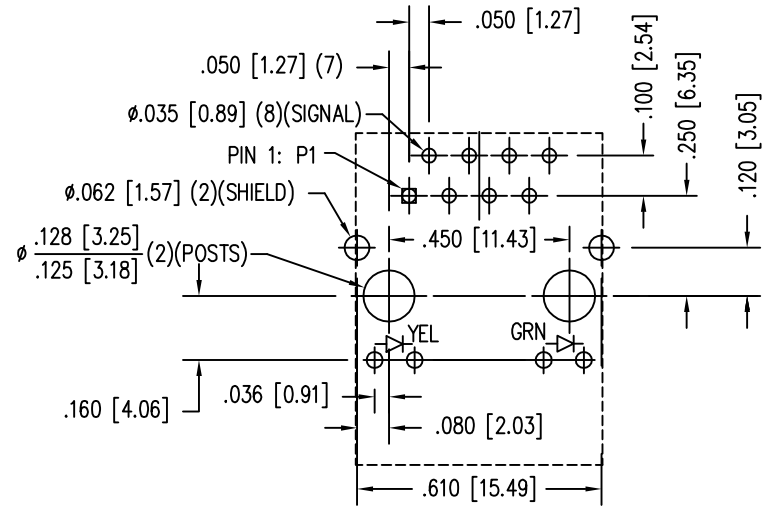 .050 [1.27]
.050 [1.27] (7)
ø.035 [0.89] (8)(SIGNAL)
PIN 1: P1
ø.062 [1.57] (2)(SHIELD)
ø .128 [3.25]
.125 [3.18] (2)(POSTS)
.100 [2.54]
.250 [6.35]
.120 [3.05]
.450 [11.43]
YEL
GRN
.036 [0.91]
.160 [4.06]
.080 [2.03]
.610 [15.49]